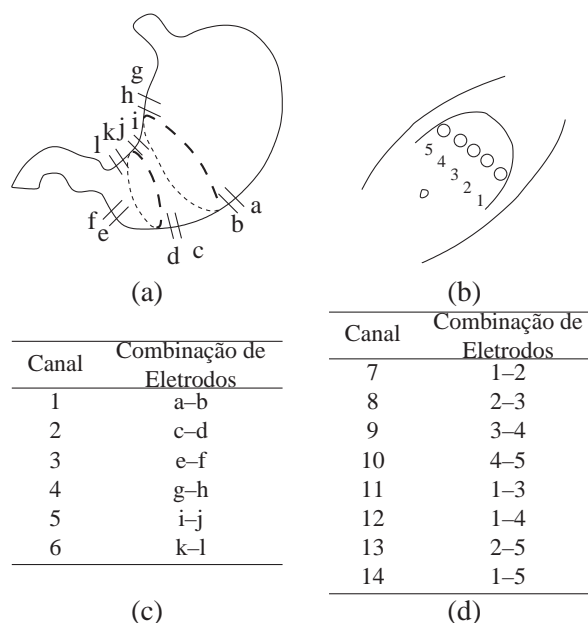 g
h
i
j
k
l
f
e
a
b
c
d
5
4
3
2
1
(a)
(b)
Canal Combinação de Eletrodos
1 a–b
2 c–d
3 e–f
4 g–h
5 i–j
6 k–l
(c)
Canal Combinação de Eletrodos
7 1–2
8 2–3
9 3–4
10 4–5
11 1–3
12 1–4
13 2–5
14 1–5
(d)